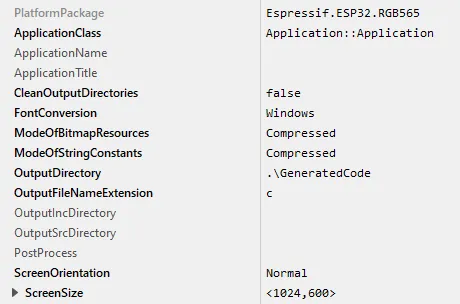 PlatformPackage Espressif.ESP32.RGB565
ApplicationClass Application::Application
ApplicationName
ApplicationTitle
CleanOutputDirectories false
FontConversion Windows
ModeOfBitmapResources Compressed
ModeOfStringConstants Compressed
OutputDirectory .\GeneratedCode
OutputFileNameExtension c
OutputIncDirectory
OutputSrcDirectory
PostProcess
ScreenOrientation Normal
ScreenSize <1024,600>